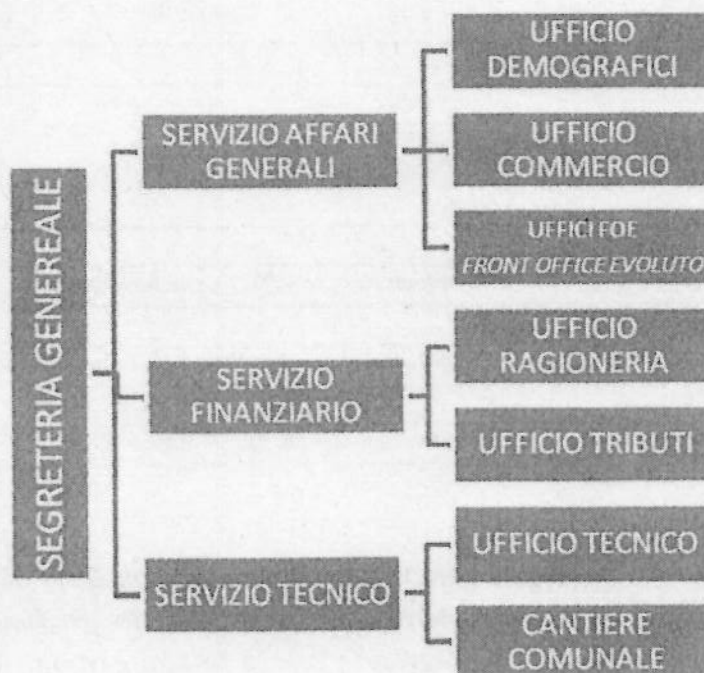 SEGRETERIA GENEREALE
SERVIZIO AFFARI
GENERALI
UFFICIO
DEMOGRAFICI
UFFICIO
COMMERCIO
UFFICI FOE
FRONT OFFICE EVOLUTO
SERVIZIO
FINANZIARIO
UFFICIO
RAGIONERIA
UFFICIO TRIBUTI
SERVIZIO TECNICO
UFFICIO TECNICO
CANTIERE
COMUNALE